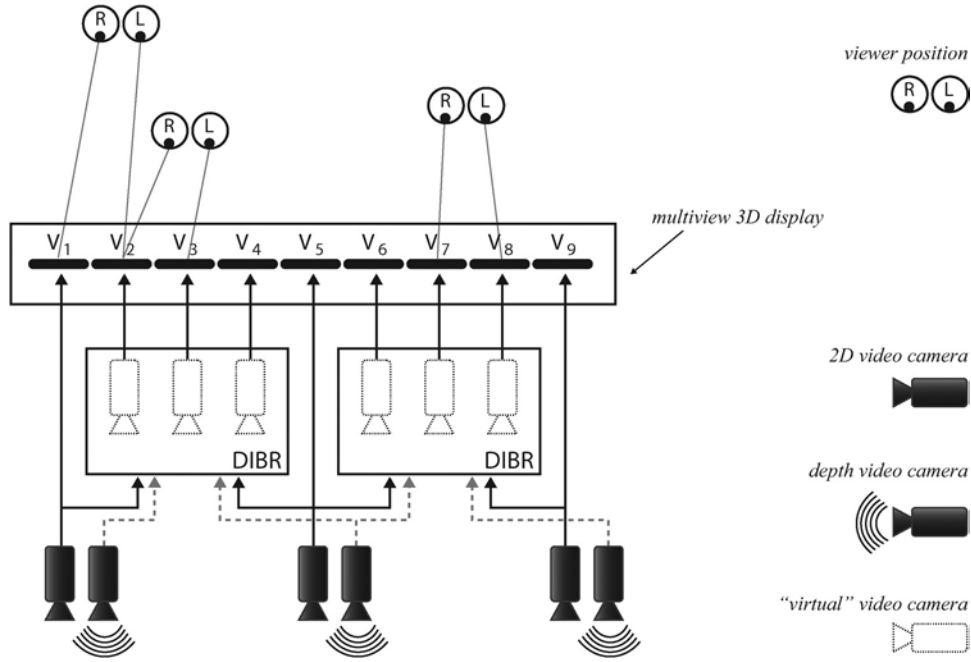 R L
viewer position
R L
R L
R L
multiview 3D display
V1 V2 V3 V4 V5 V6 V7 V8 V9
2D video camera
DIBR DIBR
depth video camera
“virtual” video camera